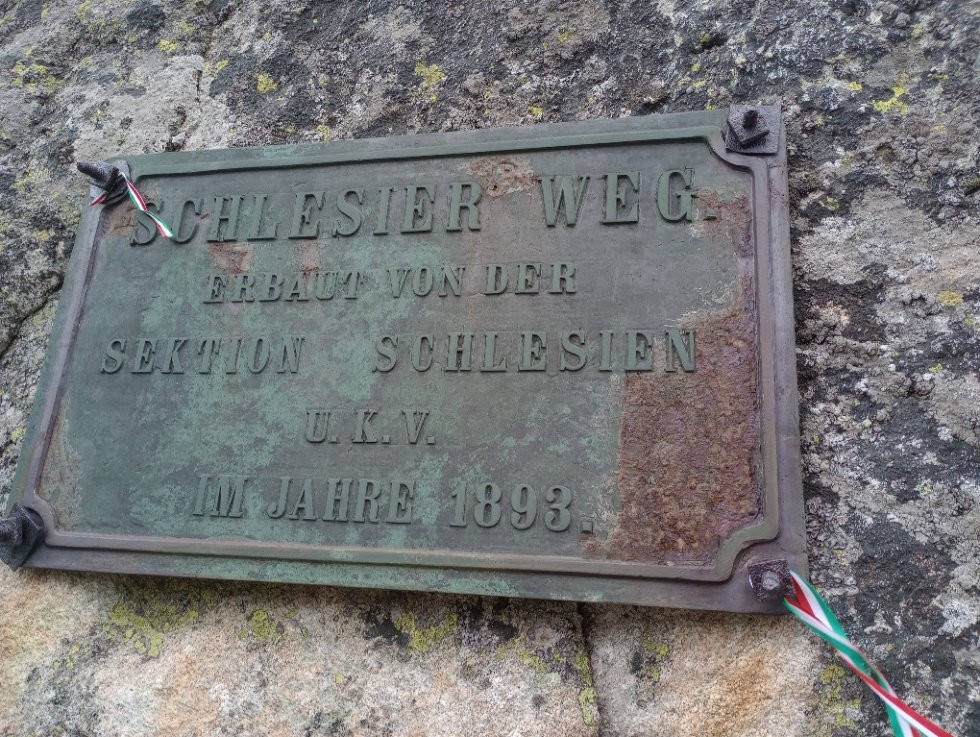 SCHLESIER WEG.
ERBAUT VON DER
SEKTION SCHLESIEN
U. K. V.
IM JAHRE 1893.